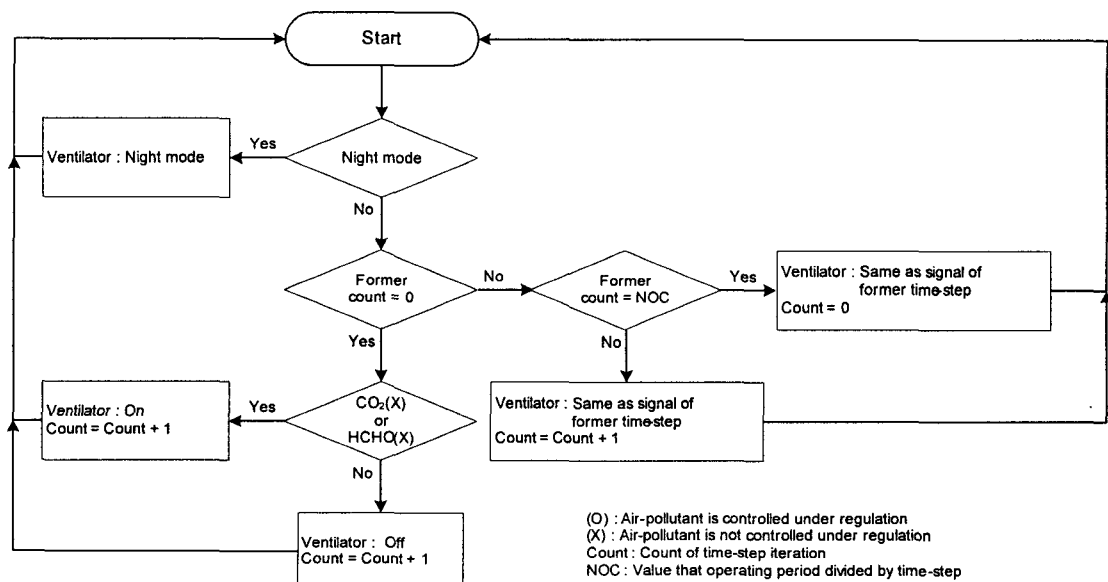 Start
Night mode
Yes
Ventilator : Night mode
No
Former
count = 0
No
Former
count = NOC
Yes
Ventilator : Same as signal of
former time-step
Count = 0
Yes
No
CO₂(X)
or
HCHO(X)
Yes
Ventilator : On
Count = Count + 1
Ventilator : Same as signal of
former time-step
Count = Count + 1
No
Ventilator : Off
Count = Count + 1
(O) : Air-pollutant is controlled under regulation
(X) : Air-pollutant is not controlled under regulation
Count : Count of time-step iteration
NOC : Value that operating period divided by time-step